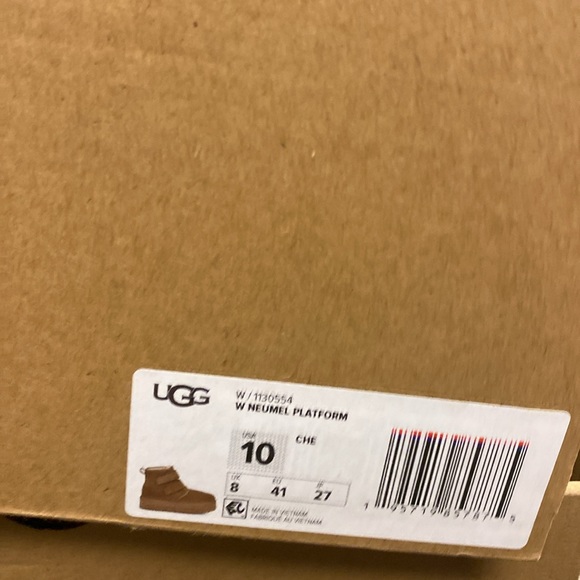 UGG
W / 1130554
W NEUMEL PLATFORM
USA
10
CHE
UK EU JP
8 41 27
MADE IN VIETNAM
FABRIQUÉ AU VIETNAM